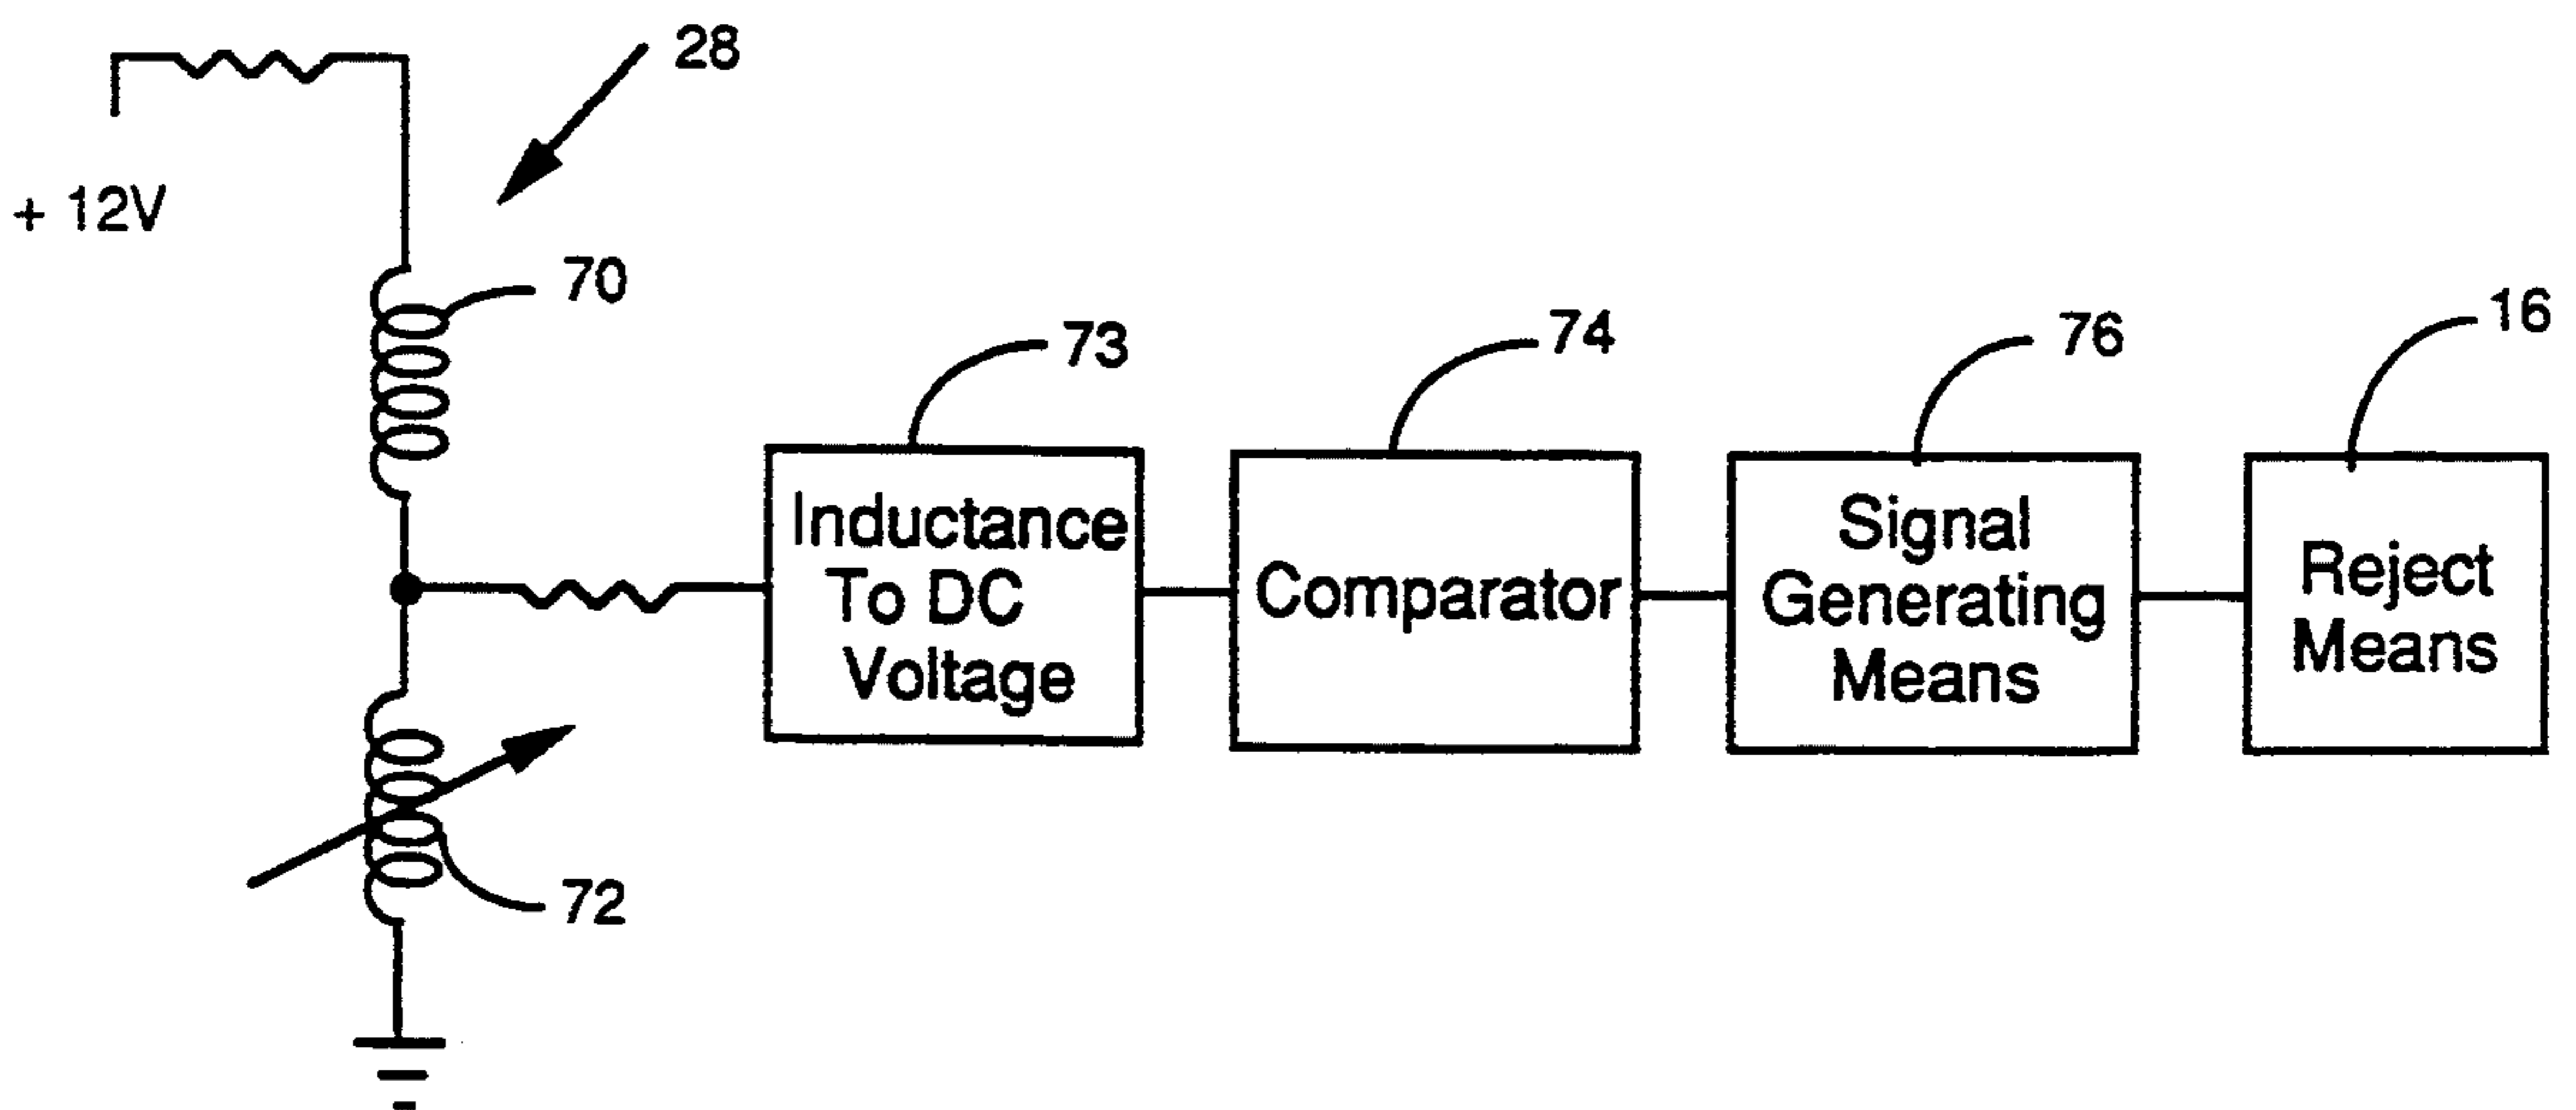 28
+ 12V
70
73
74
76
16
Inductance
To DC
Voltage
Comparator
Signal
Generating
Means
Reject
Means
72